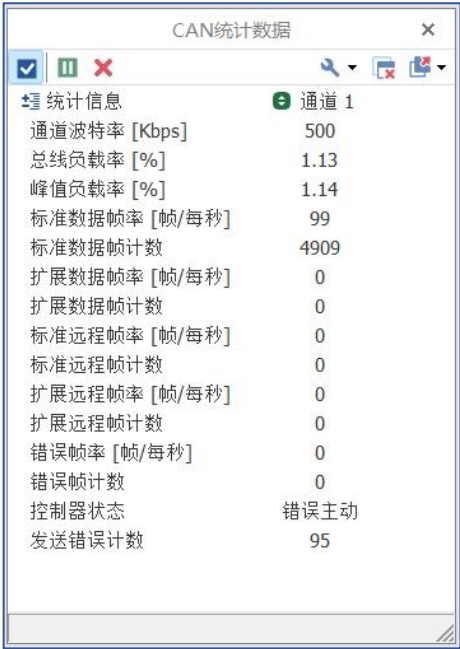 CAN统计数据
统计信息 通道 1
通道波特率 [Kbps] 500
总线负载率 [%] 1.13
峰值负载率 [%] 1.14
标准数据帧率 [帧/每秒] 99
标准数据帧计数 4909
扩展数据帧率 [帧/每秒] 0
扩展数据帧计数 0
标准远程帧率 [帧/每秒] 0
标准远程帧计数 0
扩展远程帧率 [帧/每秒] 0
扩展远程帧计数 0
错误帧率 [帧/每秒] 0
错误帧计数 0
控制器状态 错误主动
发送错误计数 95